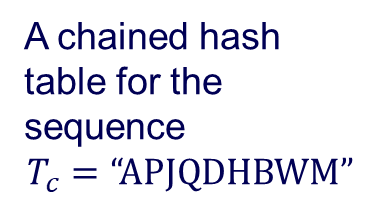 A chained hash
table for the
sequence
T_c = “APJQDHBWM”